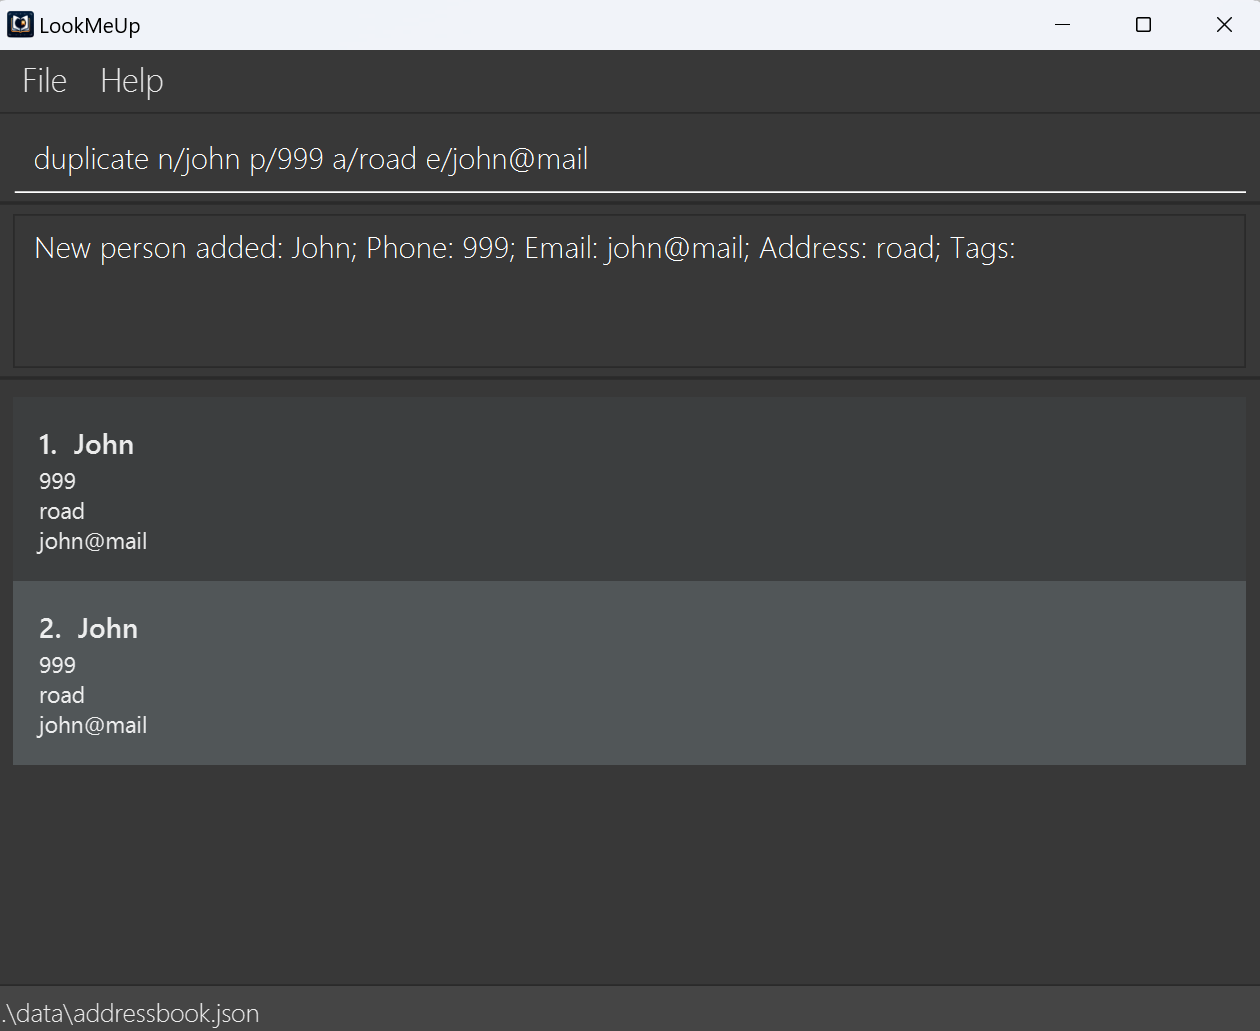 LookMeUp
File Help
duplicate n/john p/999 a/road e/john@mail
New person added: John; Phone: 999; Email: john@mail; Address: road; Tags:
1. John
999
road
john@mail
2. John
999
road
john@mail
.\data\addressbook.json